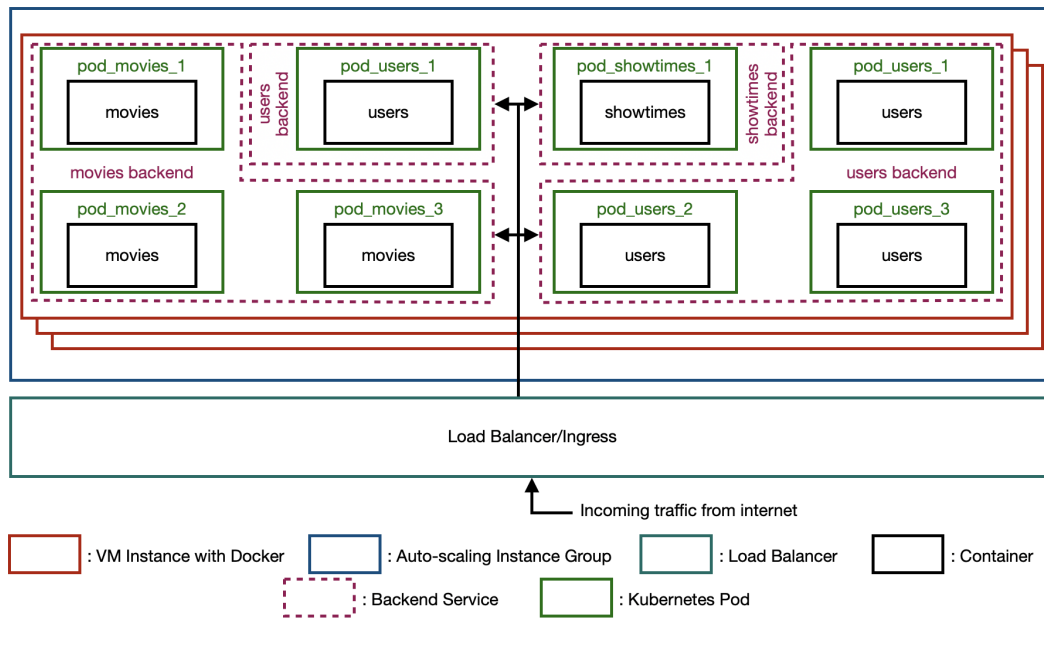 pod_movies_1
movies
users
backend
pod_users_1
users
pod_showtimes_1
showtimes
showtimes
backend
pod_users_1
users
movies backend
users backend
pod_movies_2
movies
pod_movies_3
movies
pod_users_2
users
pod_users_3
users
Load Balancer/Ingress
Incoming traffic from internet
: VM Instance with Docker
: Auto-scaling Instance Group
: Load Balancer
: Container
: Backend Service
: Kubernetes Pod